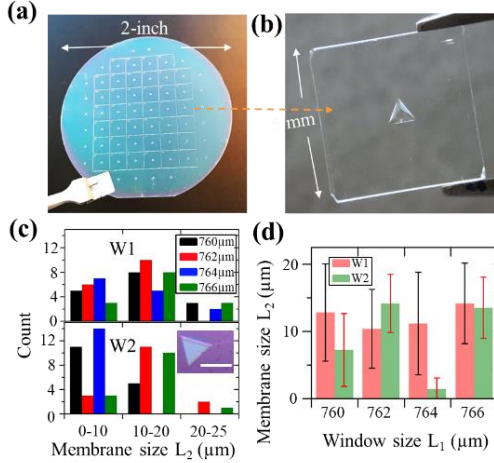 (a)
2-inch
(b)
mm
(c)
W1
760μm
762μm
764μm
766μm
12
8
4
0
Count
W2
12
8
4
0
0-10
10-20
20-25
Membrane size L2 (μm)
(d)
W1
W2
Membrane size L2 (μm)
20
10
0
760
762
764
766
Window size L1 (μm)